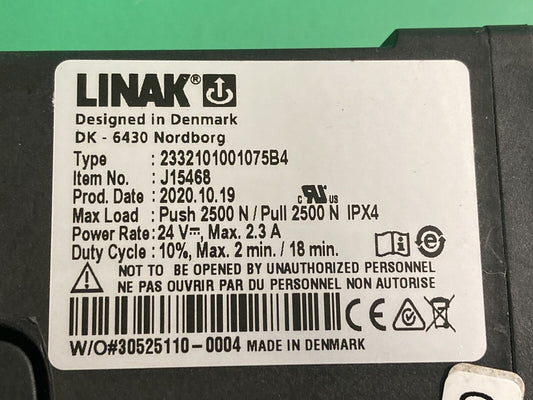 LINAK®
Designed in Denmark
DK - 6430 Nordborg
Type : 2332101001075B4
Item No. : J15468
Prod. Date : 2020.10.19
Max Load : Push 2500 N / Pull 2500 N IPX4
Power Rate : 24 V⎓, Max. 2.3 A
Duty Cycle : 10%, Max. 2 min. / 18 min.
c RU us
NOT TO BE OPENED BY UNAUTHORIZED PERSONNEL
NE PAS OUVRIR PAR DU PERSONNEL NON AUTORISE
CE
W/O#30525110-0004 MADE IN DENMARK